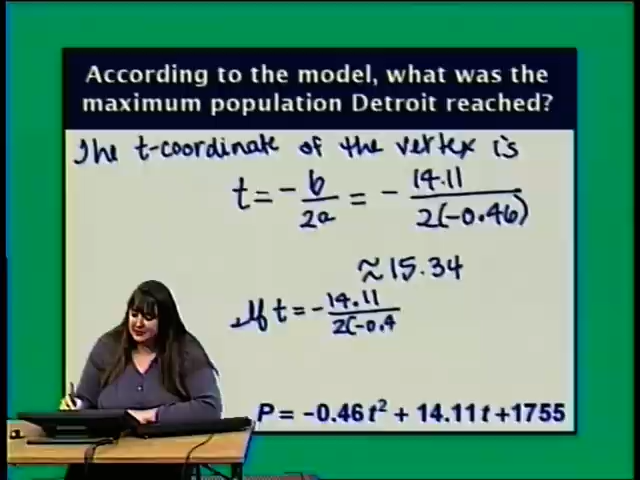 According to the model, what was the
maximum population Detroit reached?
The t-coordinate of the vertex is
t = - b/2a = - 14.11/2(-0.46)
≈ 15.34
If t = - 14.11/2(-0.4
P = -0.46t² + 14.11t + 1755